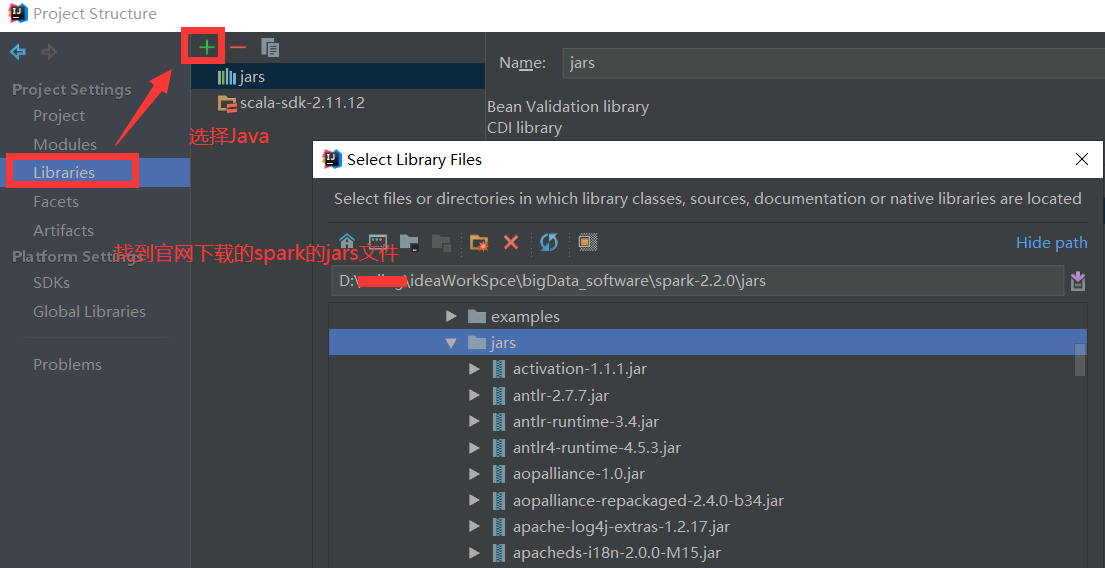 Project Structure
Project Settings
Project
Modules
Libraries
Facets
Artifacts
Platform Settings
SDKs
Global Libraries
Problems
jars
scala-sdk-2.11.12
选择Java
找到官网下载的spark的jars文件
Name: jars
Bean Validation library
CDI library
Select Library Files
Select files or directories in which library classes, sources, documentation or native libraries are located
Hide path
D:\ \ideaWorkSpce\bigData_software\spark-2.2.0\jars
examples
jars
activation-1.1.1.jar
antlr-2.7.7.jar
antlr-runtime-3.4.jar
antlr4-runtime-4.5.3.jar
aopalliance-1.0.jar
aopalliance-repackaged-2.4.0-b34.jar
apache-log4j-extras-1.2.17.jar
apacheds-i18n-2.0.0-M15.jar